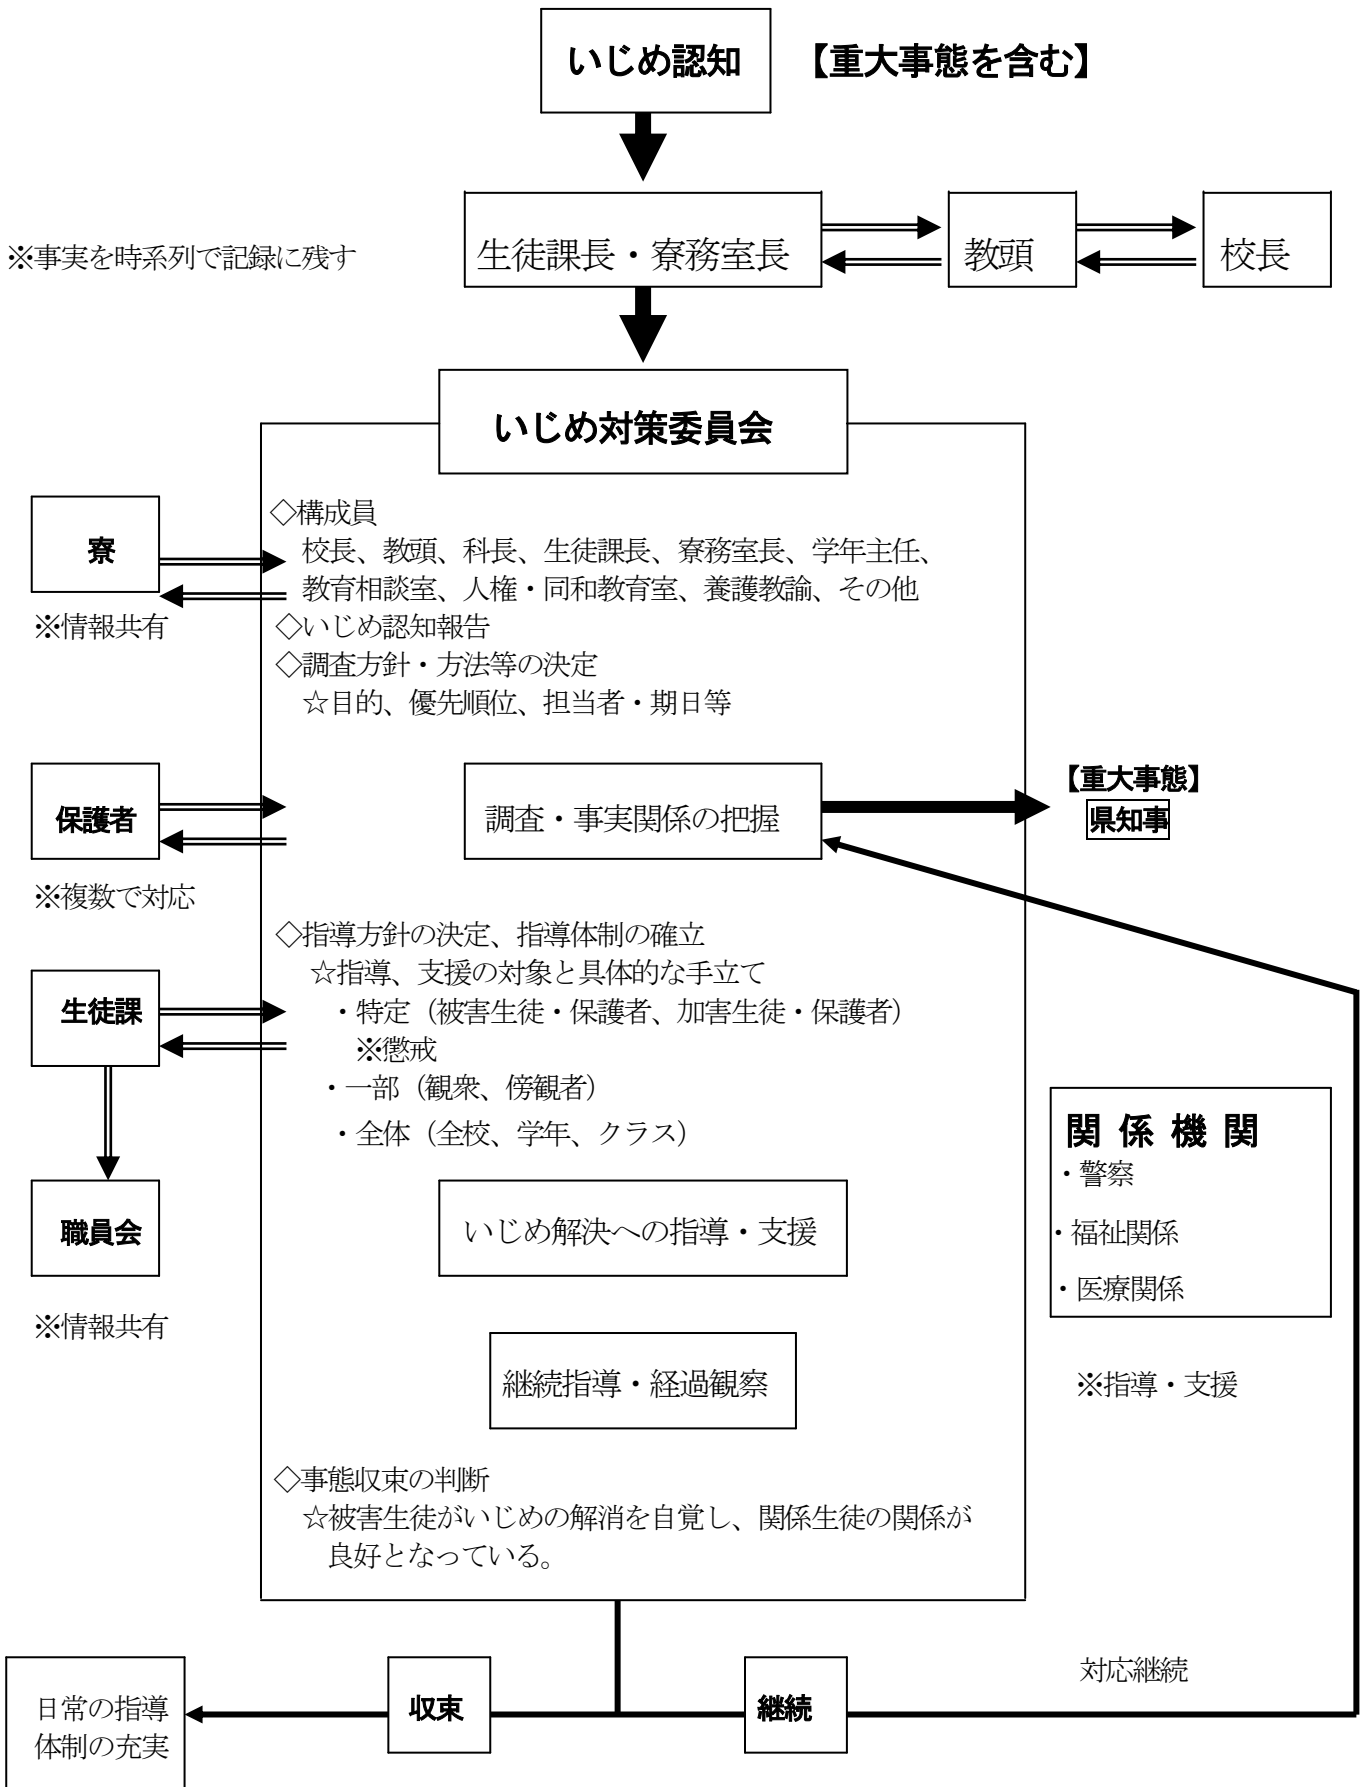 いじめ認知
【重大事態を含む】
※事実を時系列で記録に残す
生徒課長・寮務室長
教頭
校長
いじめ対策委員会
寮
※情報共有
◇構成員
校長、教頭、科長、生徒課長、寮務室長、学年主任、
教育相談室、人権・同和教育室、養護教諭、その他
◇いじめ認知報告
◇調査方針・方法等の決定
☆目的、優先順位、担当者・期日等
保護者
※複数で対応
調査・事実関係の把握
【重大事態】
県知事
◇指導方針の決定、指導体制の確立
☆指導、支援の対象と具体的な手立て
・特定（被害生徒・保護者、加害生徒・保護者）
※懲戒
・一部（観衆、傍観者）
・全体（全校、学年、クラス）
生徒課
職員会
※情報共有
関係機関
・警察
・福祉関係
・医療関係
※指導・支援
いじめ解決への指導・支援
継続指導・経過観察
◇事態収束の判断
☆被害生徒がいじめの解消を自覚し、関係生徒の関係が
良好となっている。
日常の指導
体制の充実
収束
継続
対応継続